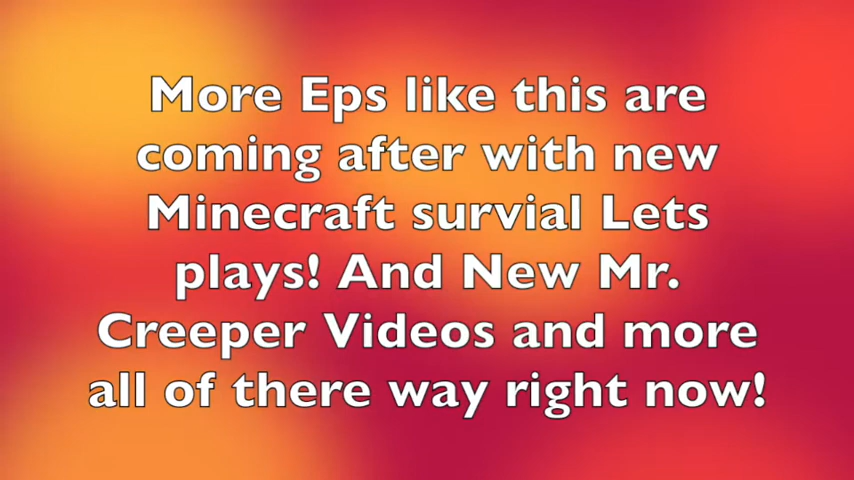 More Eps like this are
coming after with new
Minecraft survial Lets
plays! And New Mr.
Creeper Videos and more
all of there way right now!